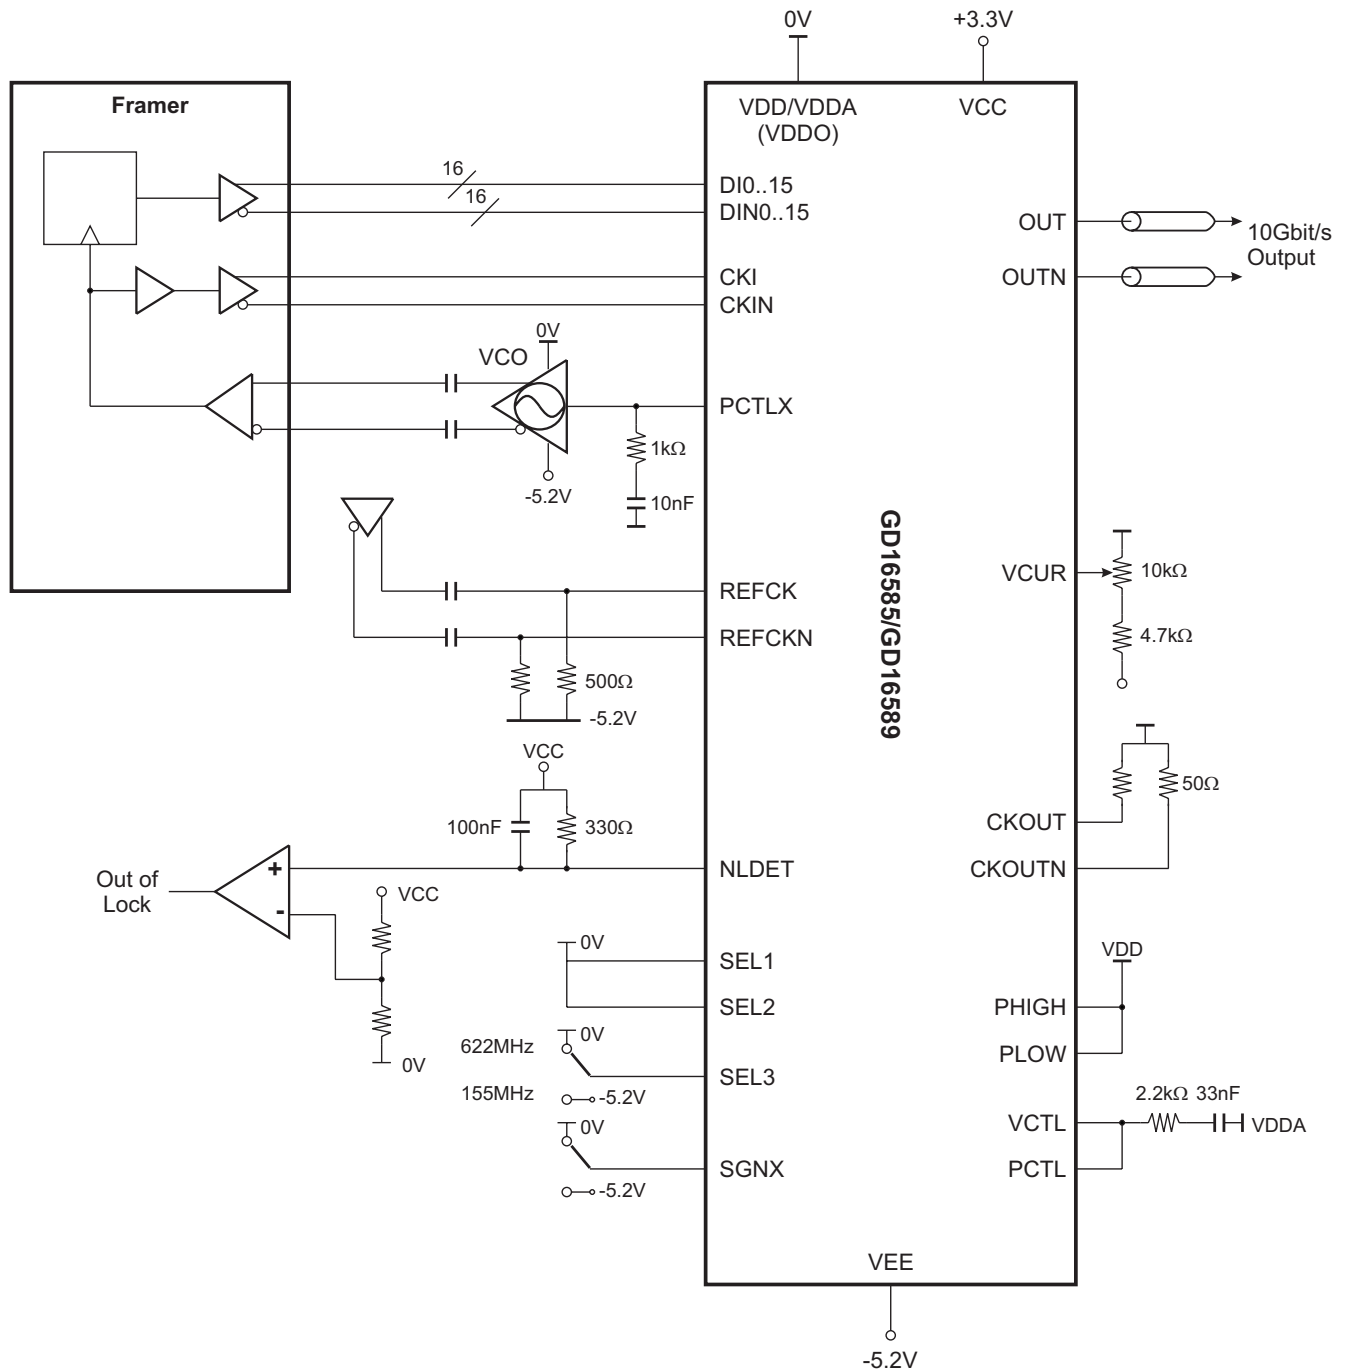 0V
+3.3V
Framer
VDD/VDDA
(VDDO)
VCC
16
DI0..15
16
DIN0..15
OUT
10Gbit/s
Output
CKI
OUTN
CKIN
0V
VCO
PCTLX
1kΩ
-5.2V
10nF
GD16585/GD16589
VCUR
10kΩ
REFCK
REFCKN
4.7kΩ
500Ω
-5.2V
VCC
50Ω
100nF
330Ω
CKOUT
NLDET
CKOUTN
+
Out of
Lock
VCC
-
0V
SEL1
VDD
SEL2
PHIGH
0V
622MHz
PLOW
0V
SEL3
155MHz
-5.2V
2.2kΩ 33nF
0V
VCTL
VDDA
SGNX
PCTL
-5.2V
VEE
-5.2V